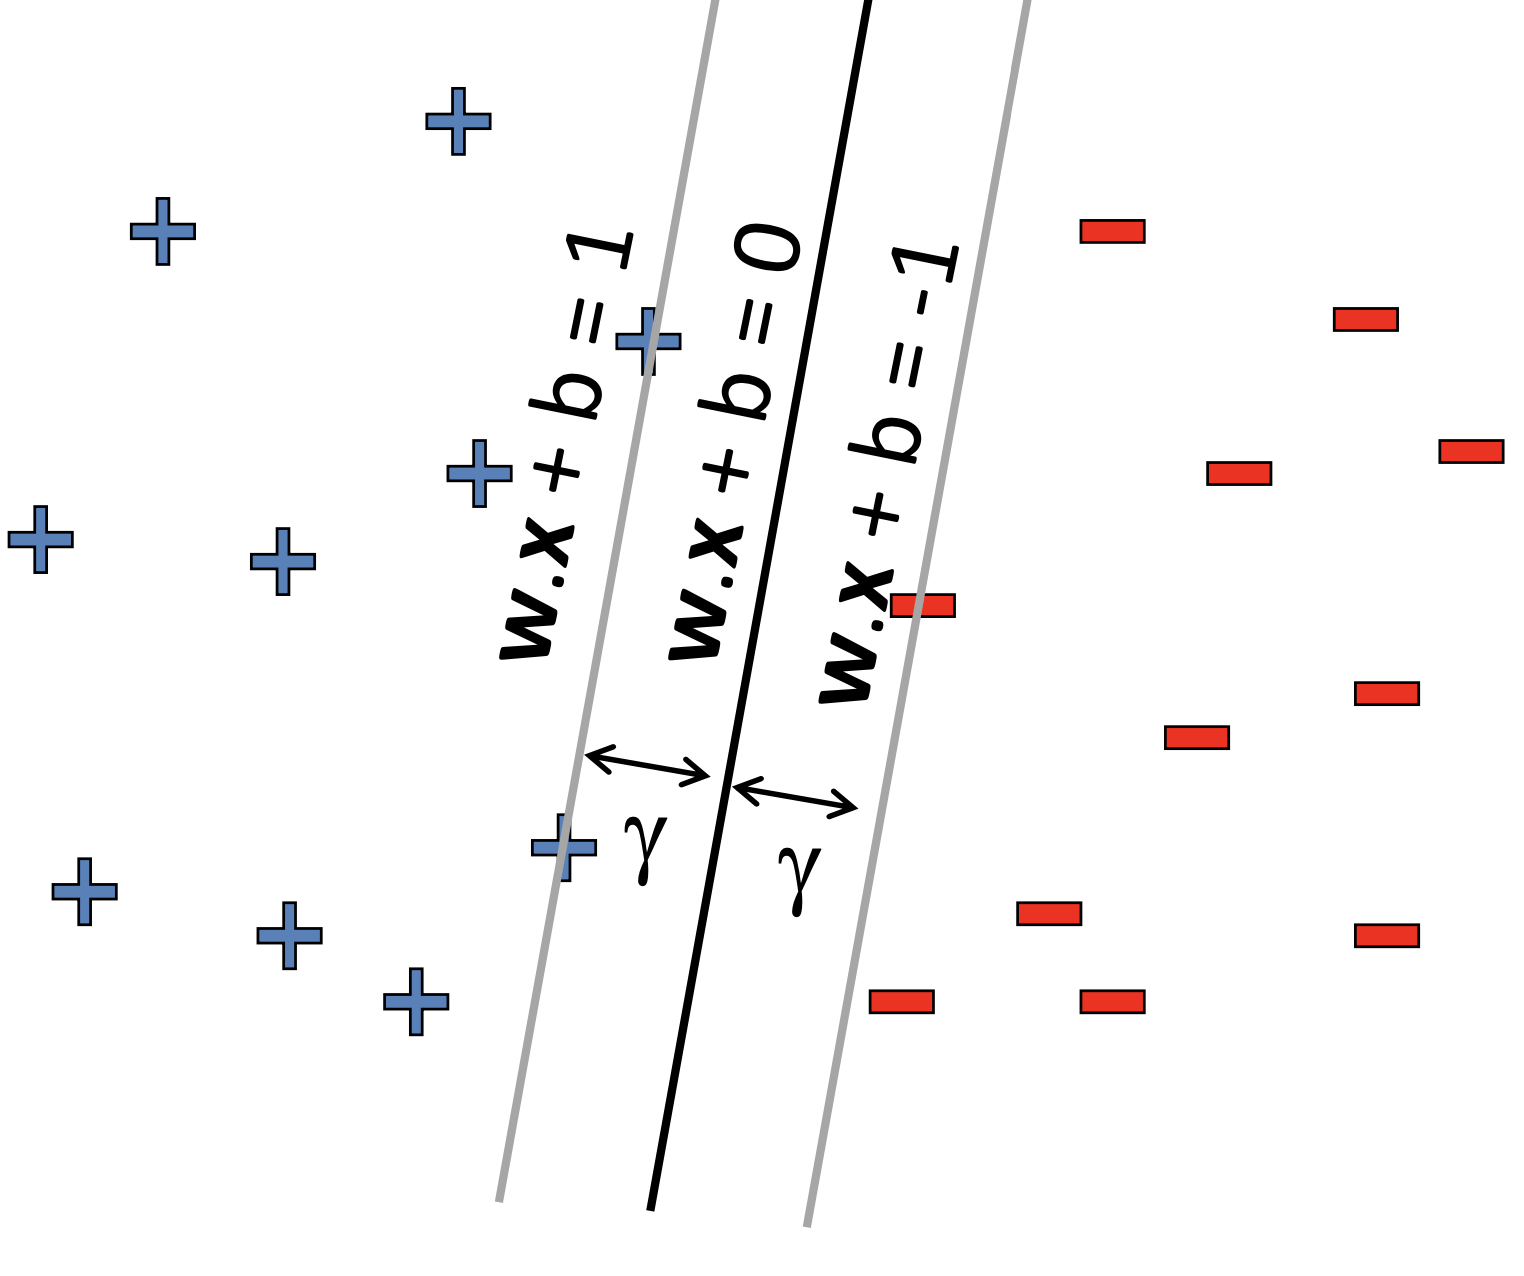 w.x + b = 1
w.x + b = 0
w.x + b = -1
γ
γ